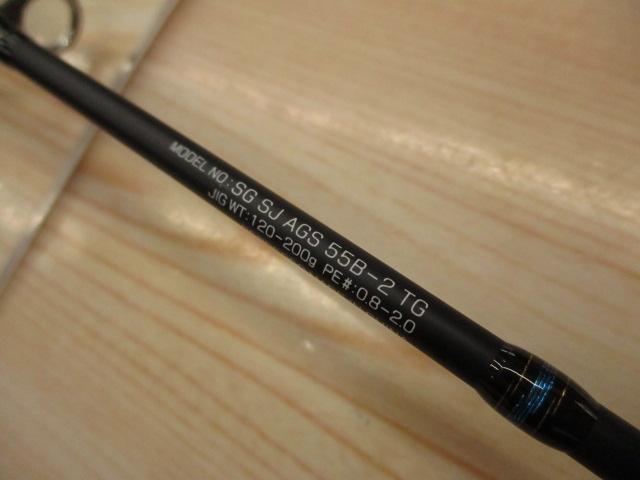 MODEL NO.:SG SJ AGS 55B-2 TG
JIG WT:120-200g PE#:0.8-2.0